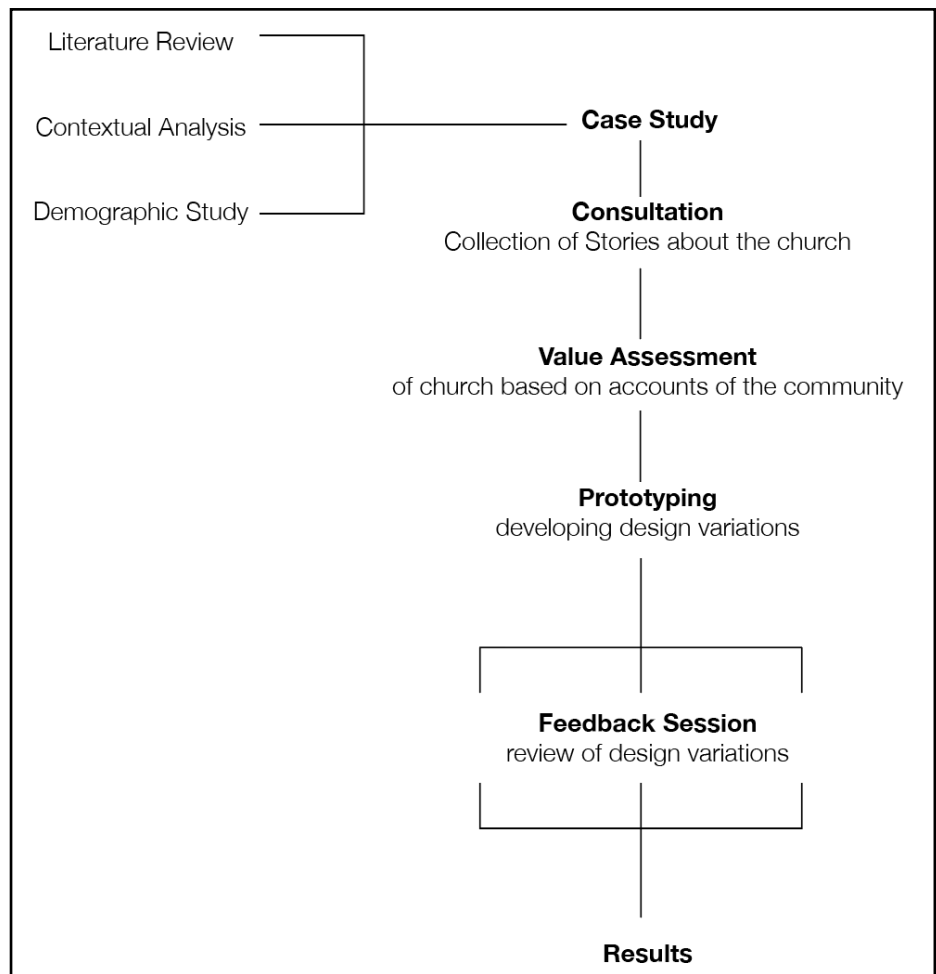 Literature Review
Contextual Analysis
Demographic Study
Case Study
Consultation
Collection of Stories about the church
Value Assessment
of church based on accounts of the community
Prototyping
developing design variations
Feedback Session
review of design variations
Results